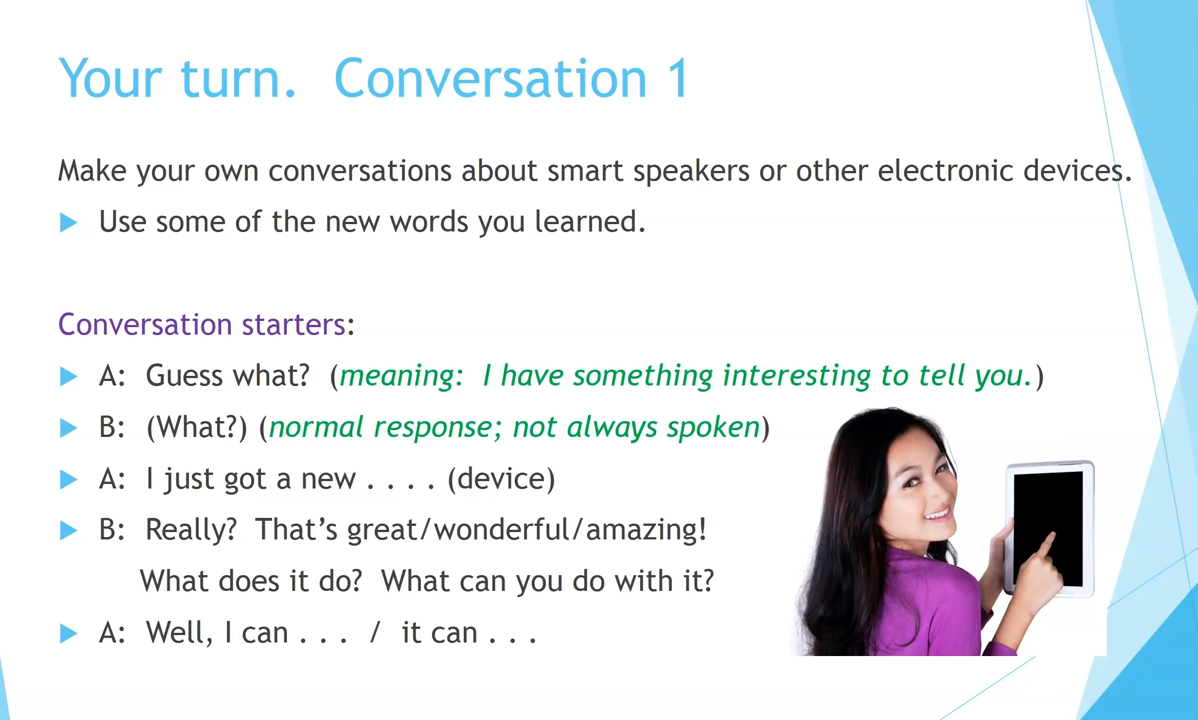 Your turn.  Conversation 1
Make your own conversations about smart speakers or other electronic devices.
Use some of the new words you learned.
Conversation starters:
A:  Guess what?  (meaning:  I have something interesting to tell you.)
B:  (What?) (normal response; not always spoken)
A:  I just got a new . . . . (device)
B:  Really?  That’s great/wonderful/amazing!
What does it do?  What can you do with it?
A:  Well, I can . . .  /  it can . . .